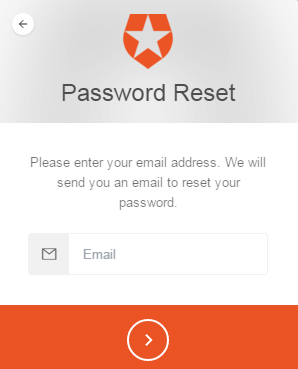 Password Reset
Please enter your email address. We will
send you an email to reset your
password.
Email